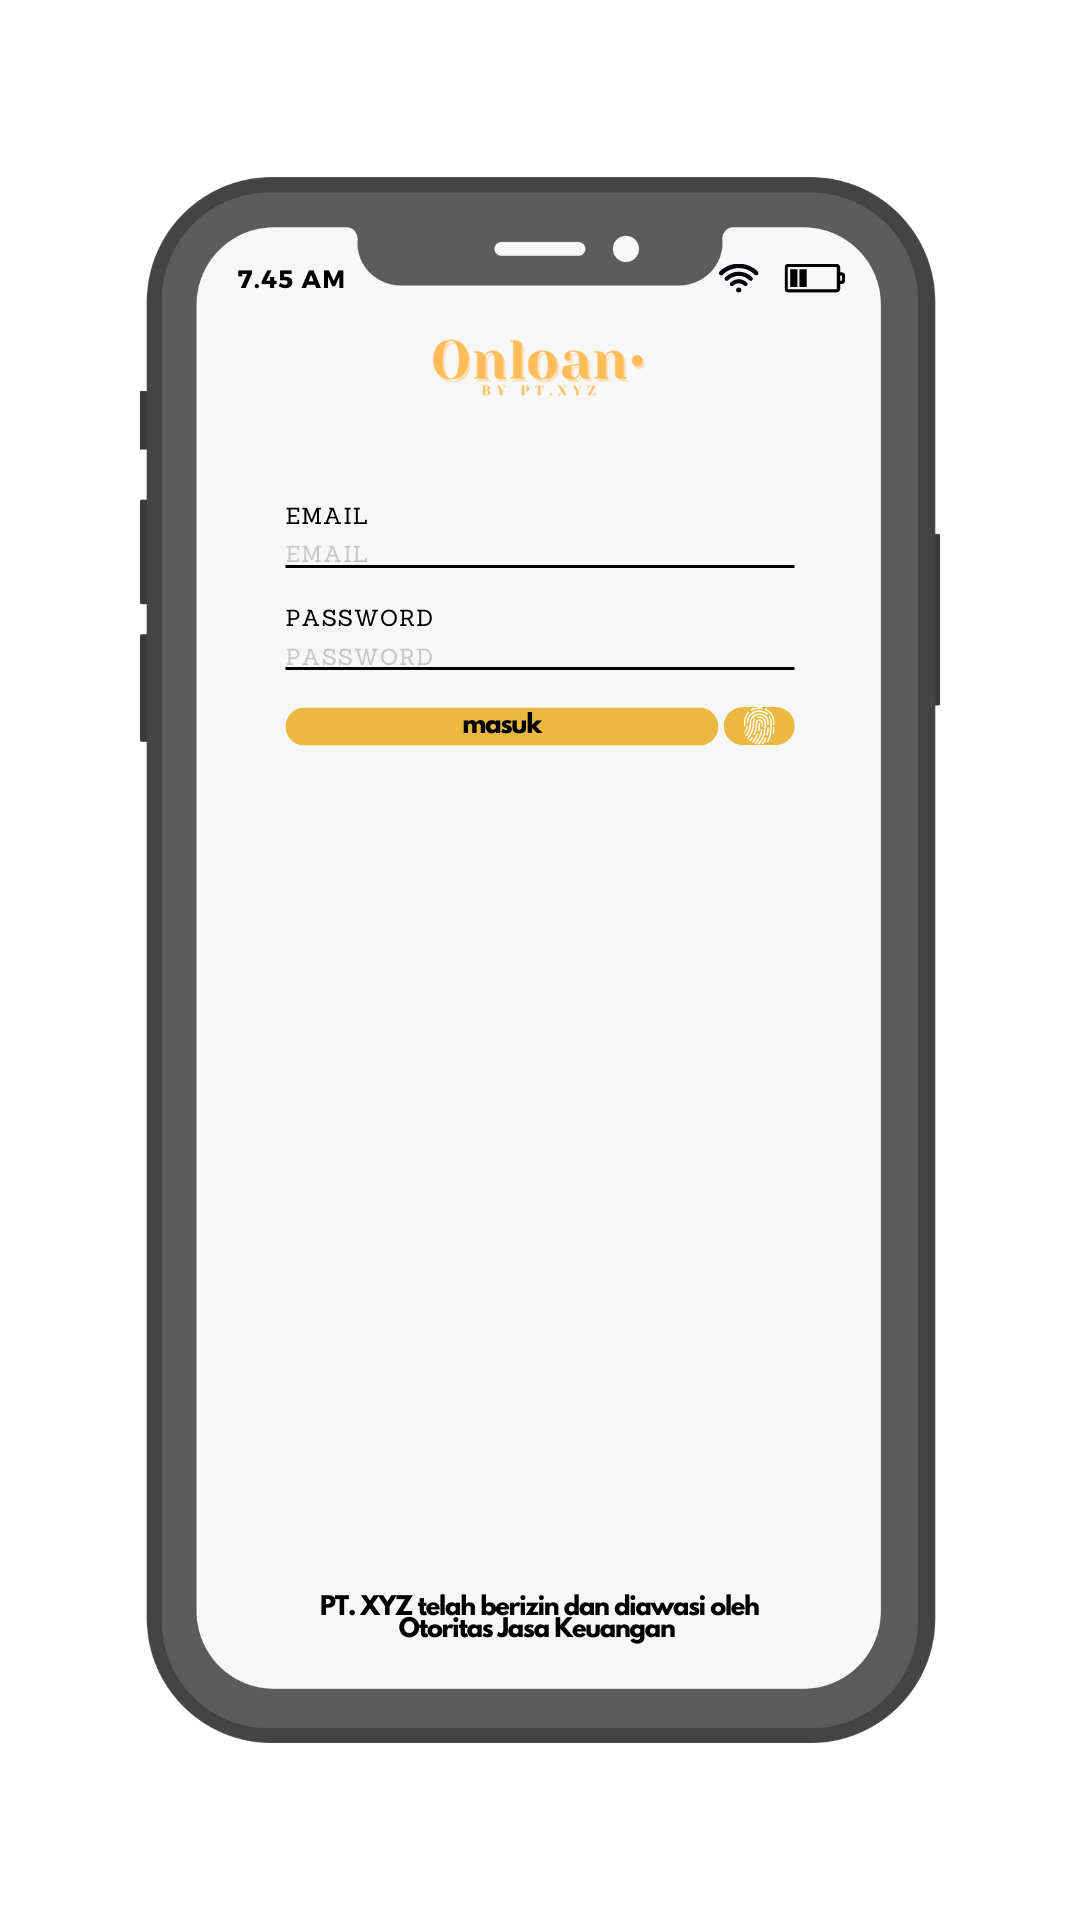 7.45 AM
Onloan•
BY PT.XYZ
EMAIL
EMAIL
PASSWORD
PASSWORD
masuk
PT. XYZ telah berizin dan diawasi oleh
Otoritas Jasa Keuangan